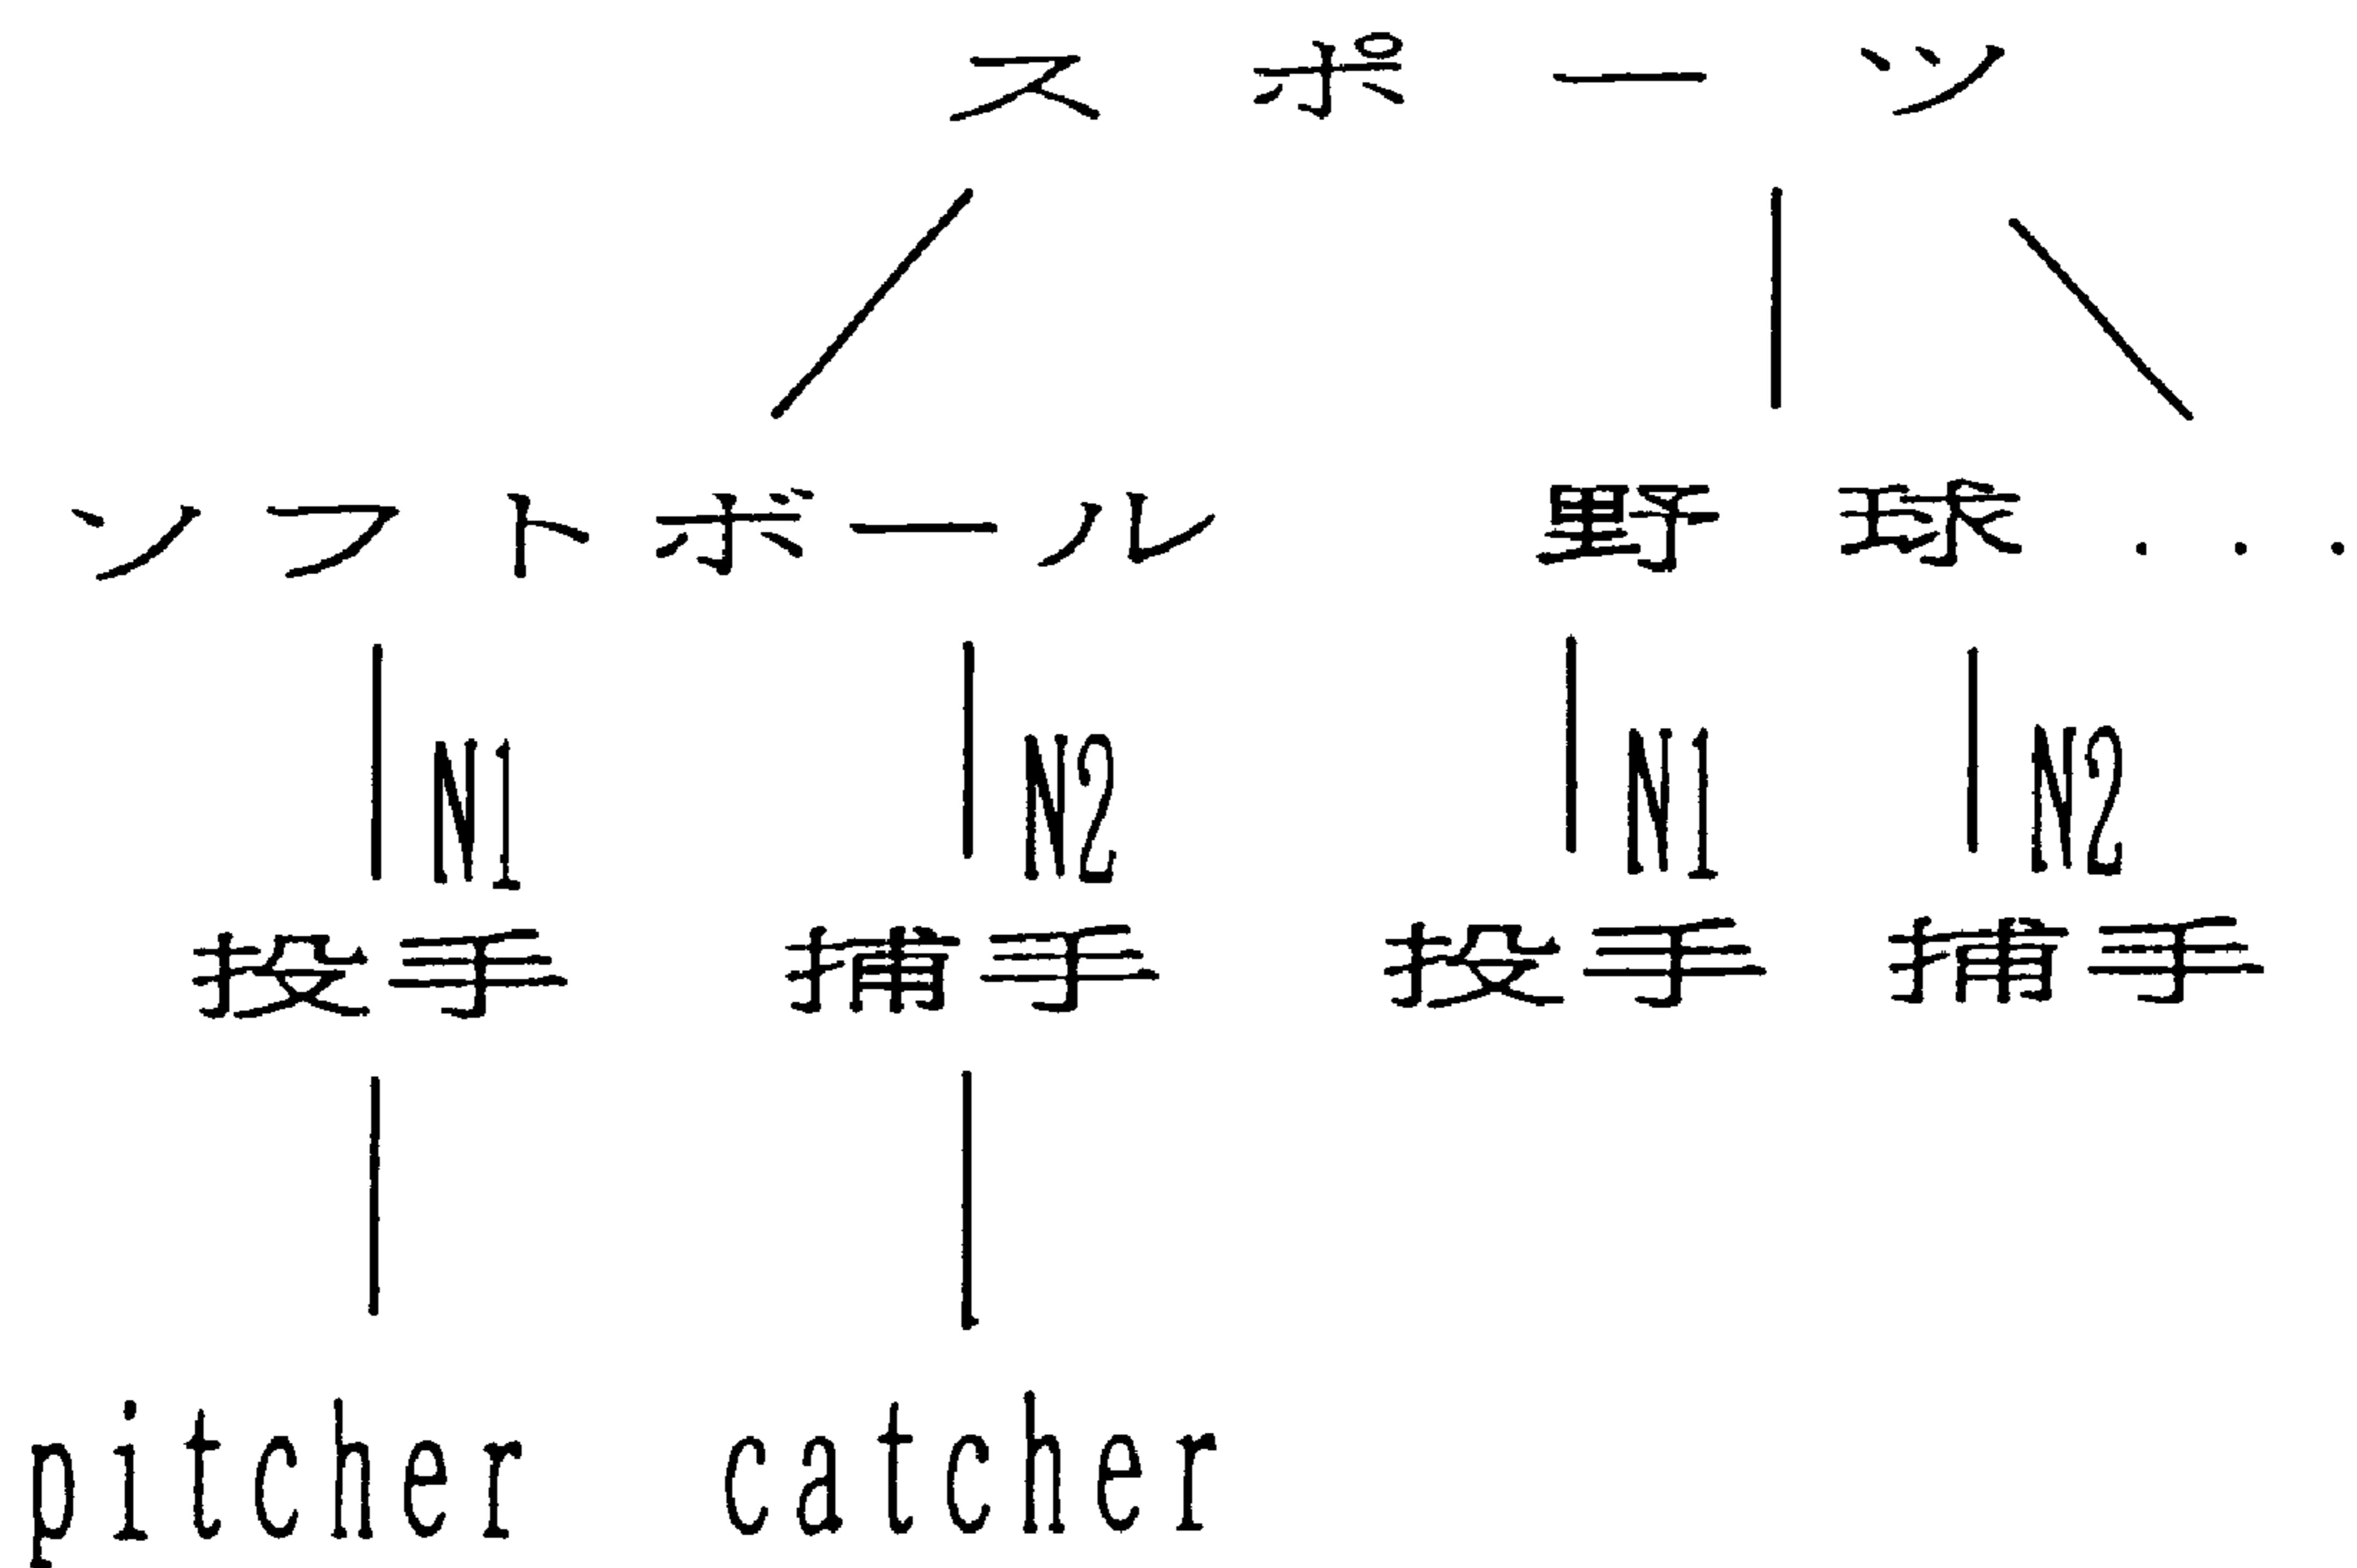 スポーツ
ソフトボール 野球...
N1 N2 N1 N2
投手 捕手 投手 捕手
pitcher catcher